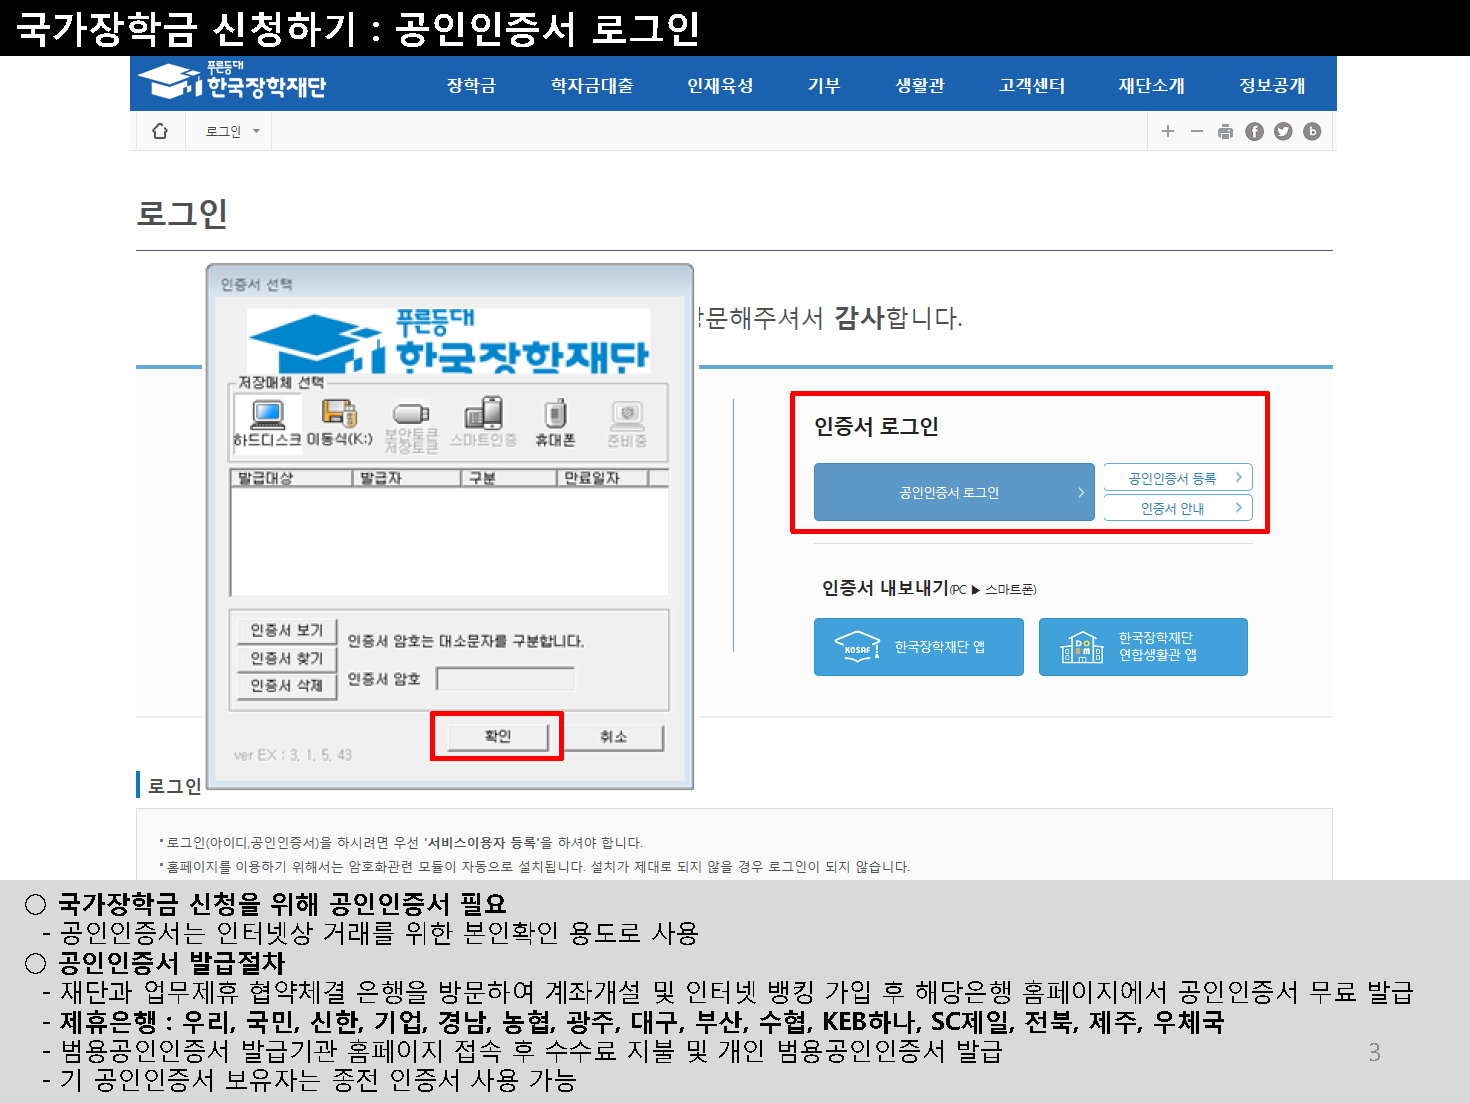 국가장학금 신청하기 : 공인인증서 로그인
푸른등대
한국장학재단
장학금 학자금대출 인재육성 기부 생활관 고객센터 재단소개 정보공개
로그인
로그인
인증서 선택
푸른등대
한국장학재단
방문해주셔서 감사합니다.
저장매체 선택
하드디스크 이동식(K:) 보안토큰 저장토큰 스마트인증 휴대폰 준비중
발급대상 발급자 구분 만료일자
인증서 보기
인증서 찾기
인증서 삭제
인증서 암호는 대소문자를 구분합니다.
인증서 암호
확인 취소
ver EX : 3, 1, 5, 43
인증서 로그인
공인인증서 로그인
공인인증서 등록
인증서 안내
인증서 내보내기(PC ▶ 스마트폰)
KOSAF 한국장학재단 앱
DOM 한국장학재단
연합생활관 앱
로그인
로그인(아이디,공인인증서)을 하시려면 우선 '서비스이용자 등록'을 하셔야 합니다.
홈페이지를 이용하기 위해서는 암호화관련 모듈이 자동으로 설치됩니다. 설치가 제대로 되지 않을 경우 로그인이 되지 않습니다.
○ 국가장학금 신청을 위해 공인인증서 필요
- 공인인증서는 인터넷상 거래를 위한 본인확인 용도로 사용
○ 공인인증서 발급절차
- 재단과 업무제휴 협약체결 은행을 방문하여 계좌개설 및 인터넷 뱅킹 가입 후 해당은행 홈페이지에서 공인인증서 무료 발급
- 제휴은행 : 우리, 국민, 신한, 기업, 경남, 농협, 광주, 대구, 부산, 수협, KEB하나, SC제일, 전북, 제주, 우체국
- 범용공인인증서 발급기관 홈페이지 접속 후 수수료 지불 및 개인 범용공인인증서 발급
- 기 공인인증서 보유자는 종전 인증서 사용 가능
3